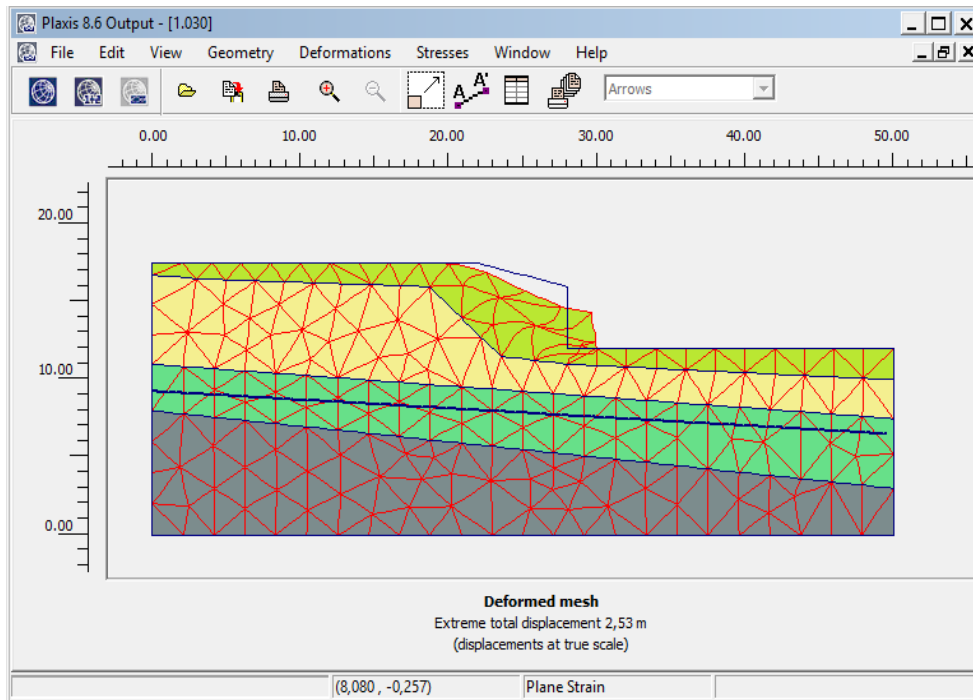 Plaxis 8.6 Output - [1.030]
File Edit View Geometry Deformations Stresses Window Help
1+2
A A'
Arrows
0.00 10.00 20.00 30.00 40.00 50.00
20.00
10.00
0.00
Deformed mesh
Extreme total displacement 2,53 m
(displacements at true scale)
(8,080 , -0,257) Plane Strain